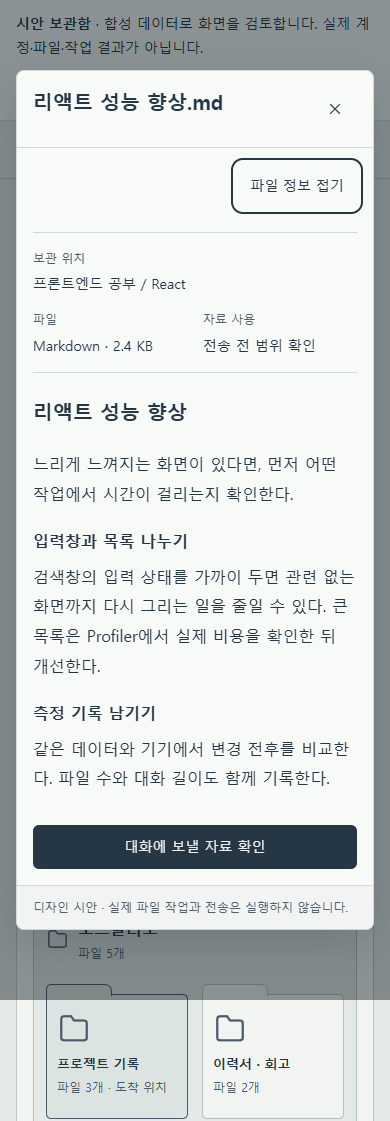 시안 보관함 · 합성 데이터로 화면을 검토합니다. 실제 계
정·파일·작업 결과가 아닙니다.
리액트 성능 향상.md
파일 정보 접기
보관 위치
프론트엔드 공부 / React
파일
자료 사용
Markdown · 2.4 KB
전송 전 범위 확인
리액트 성능 향상
느리게 느껴지는 화면이 있다면, 먼저 어떤
작업에서 시간이 걸리는지 확인한다.
입력창과 목록 나누기
검색창의 입력 상태를 가까이 두면 관련 없는
화면까지 다시 그리는 일을 줄일 수 있다. 큰
목록은 Profiler에서 실제 비용을 확인한 뒤
개선한다.
측정 기록 남기기
같은 데이터와 기기에서 변경 전후를 비교한
다. 파일 수와 대화 길이도 함께 기록한다.
대화에 보낼 자료 확인
디자인 시안 · 실제 파일 작업과 전송은 실행하지 않습니다.
파일 5개
프로젝트 기록
이력서 · 회고
파일 3개 · 도착 위치
파일 2개